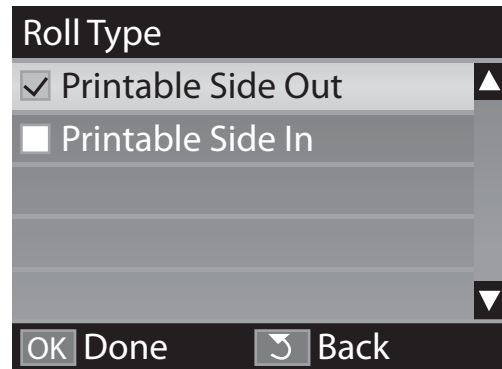 Roll Type
Printable Side Out
Printable Side In
OK Done Back